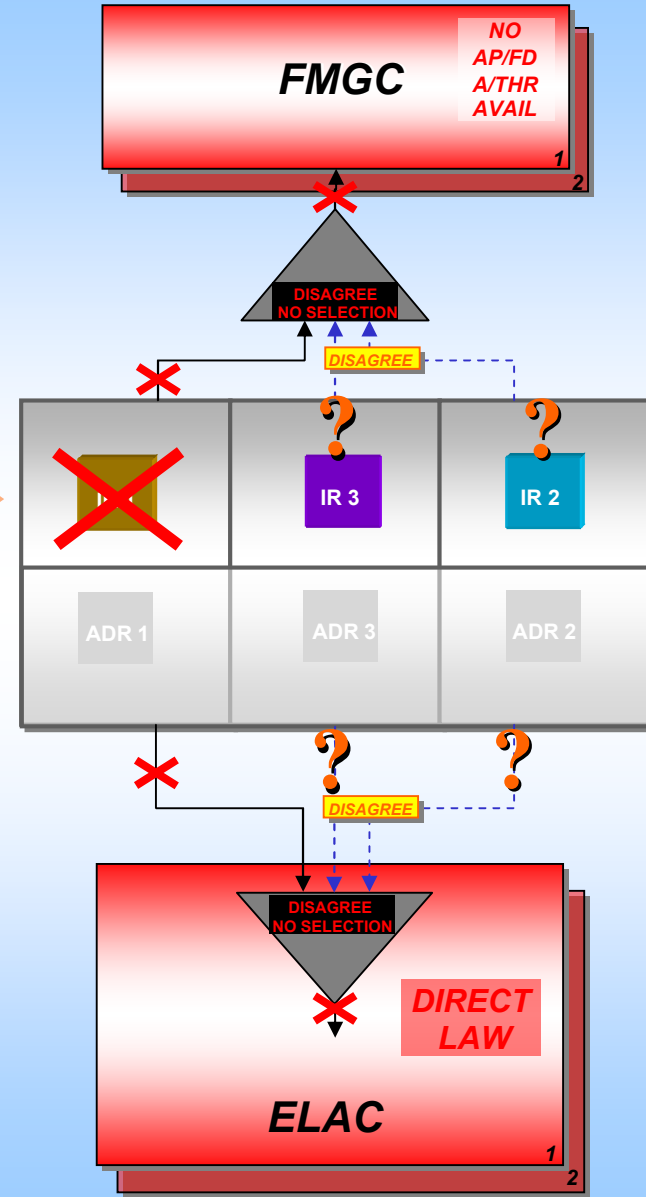 FMGC
NO
AP/FD
A/THR
AVAIL
1
2
DISAGREE
NO SELECTION
DISAGREE
?
?
IR 3
IR 2
ADR 1
ADR 3
ADR 2
?
?
DISAGREE
DISAGREE
NO SELECTION
DIRECT
LAW
ELAC
1
2